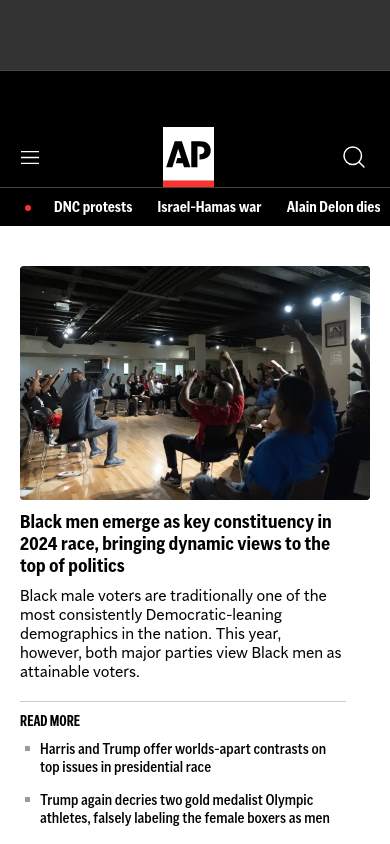 AP
DNC protests Israel-Hamas war Alain Delon dies
Black men emerge as key constituency in
2024 race, bringing dynamic views to the
top of politics
Black male voters are traditionally one of the
most consistently Democratic-leaning
demographics in the nation. This year,
however, both major parties view Black men as
attainable voters.
READ MORE
Harris and Trump offer worlds-apart contrasts on
top issues in presidential race
Trump again decries two gold medalist Olympic
athletes, falsely labeling the female boxers as men